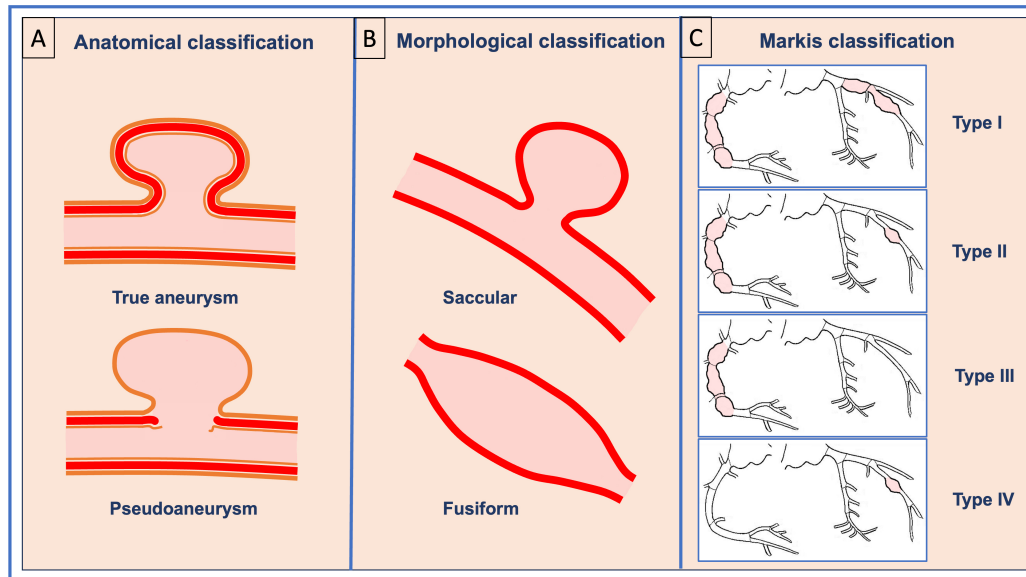 A
Anatomical classification
True aneurysm
Pseudoaneurysm
B
Morphological classification
Saccular
Fusiform
C
Markis classification
Type I
Type II
Type III
Type IV